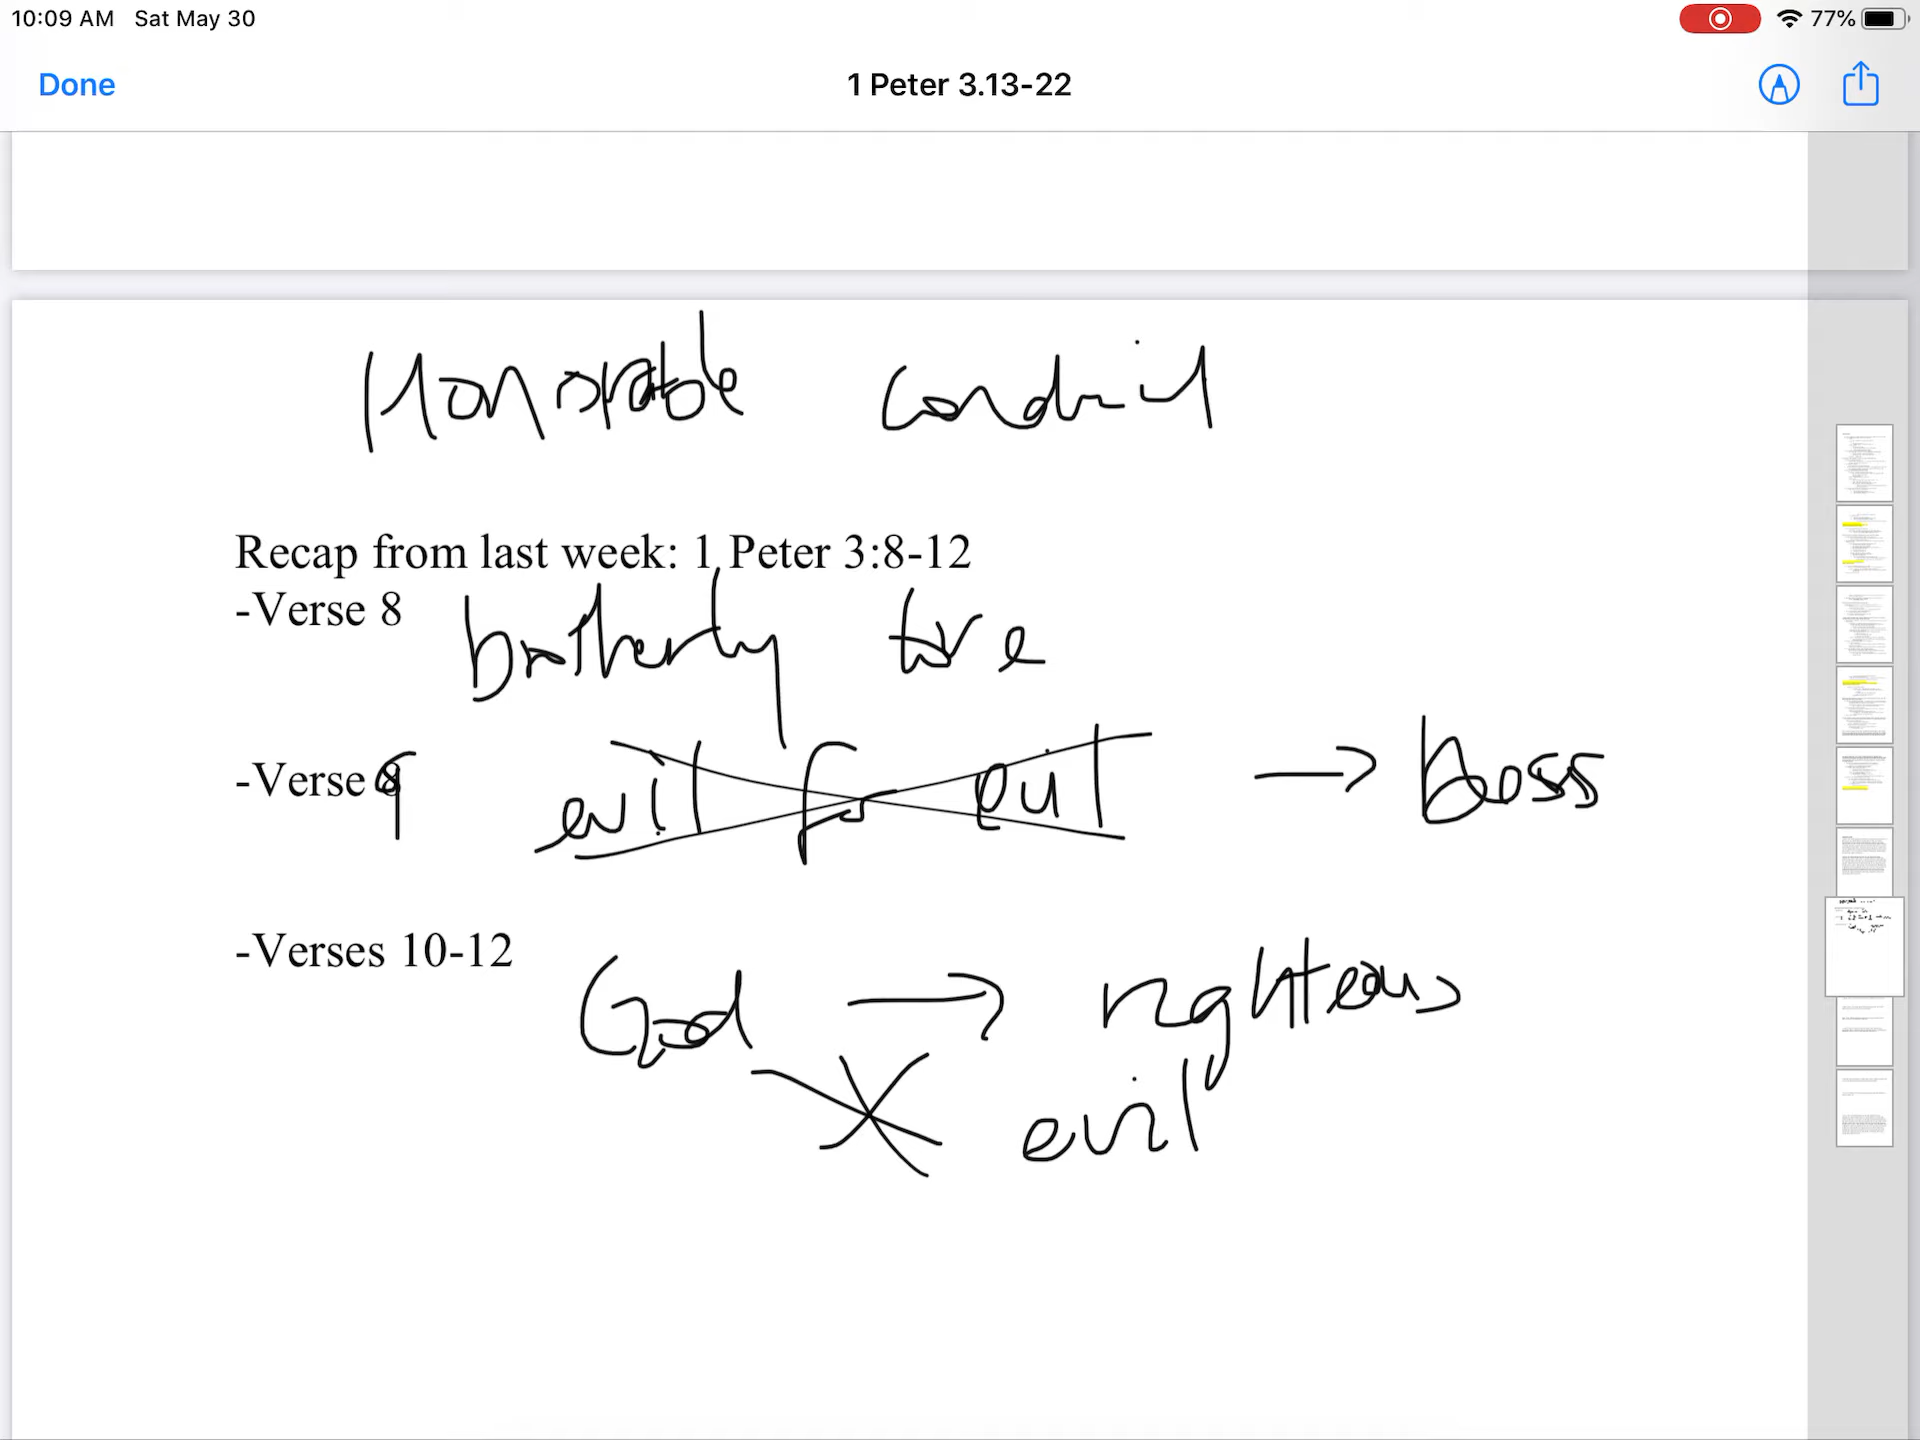 10:09 AM Sat May 30
77%
Done
1 Peter 3.13-22
Honorable conduct
Recap from last week: 1 Peter 3:8-12
-Verse 8 brotherly love
-Verse 9 evil for evil → bless
-Verses 10-12
God → righteous
evil